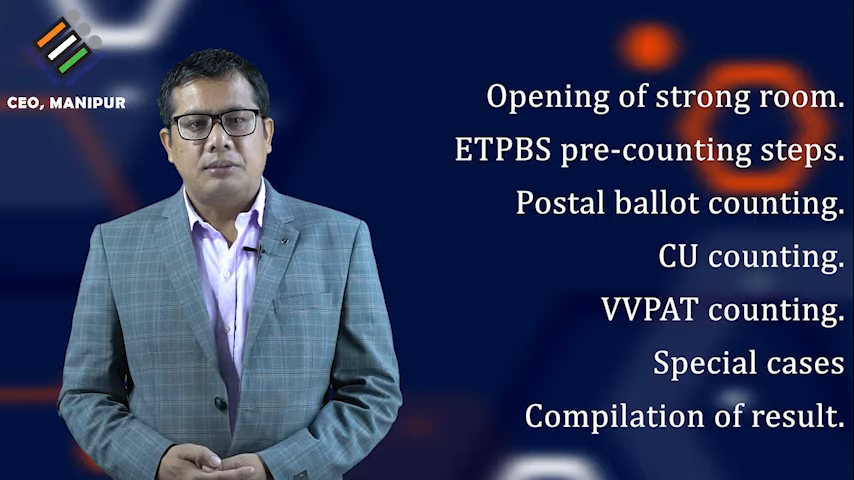 CEO, MANIPUR
Opening of strong room.
ETPBS pre-counting steps.
Postal ballot counting.
CU counting.
VVPAT counting.
Special cases
Compilation of result.